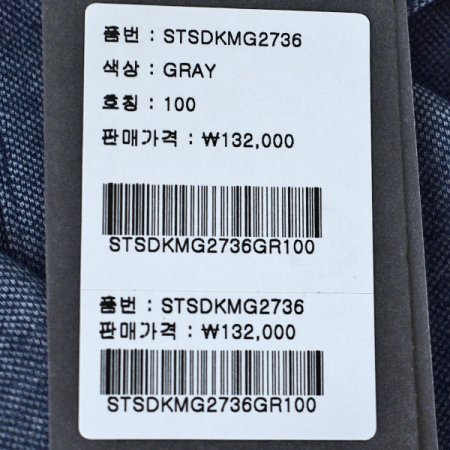 품번 : STSDKMG2736
색상 : GRAY
호칭 : 100
판매가격 : ₩132,000
STSDKMG2736GR100
품번 : STSDKMG2736
판매가격 : ₩132,000
STSDKMG2736GR100